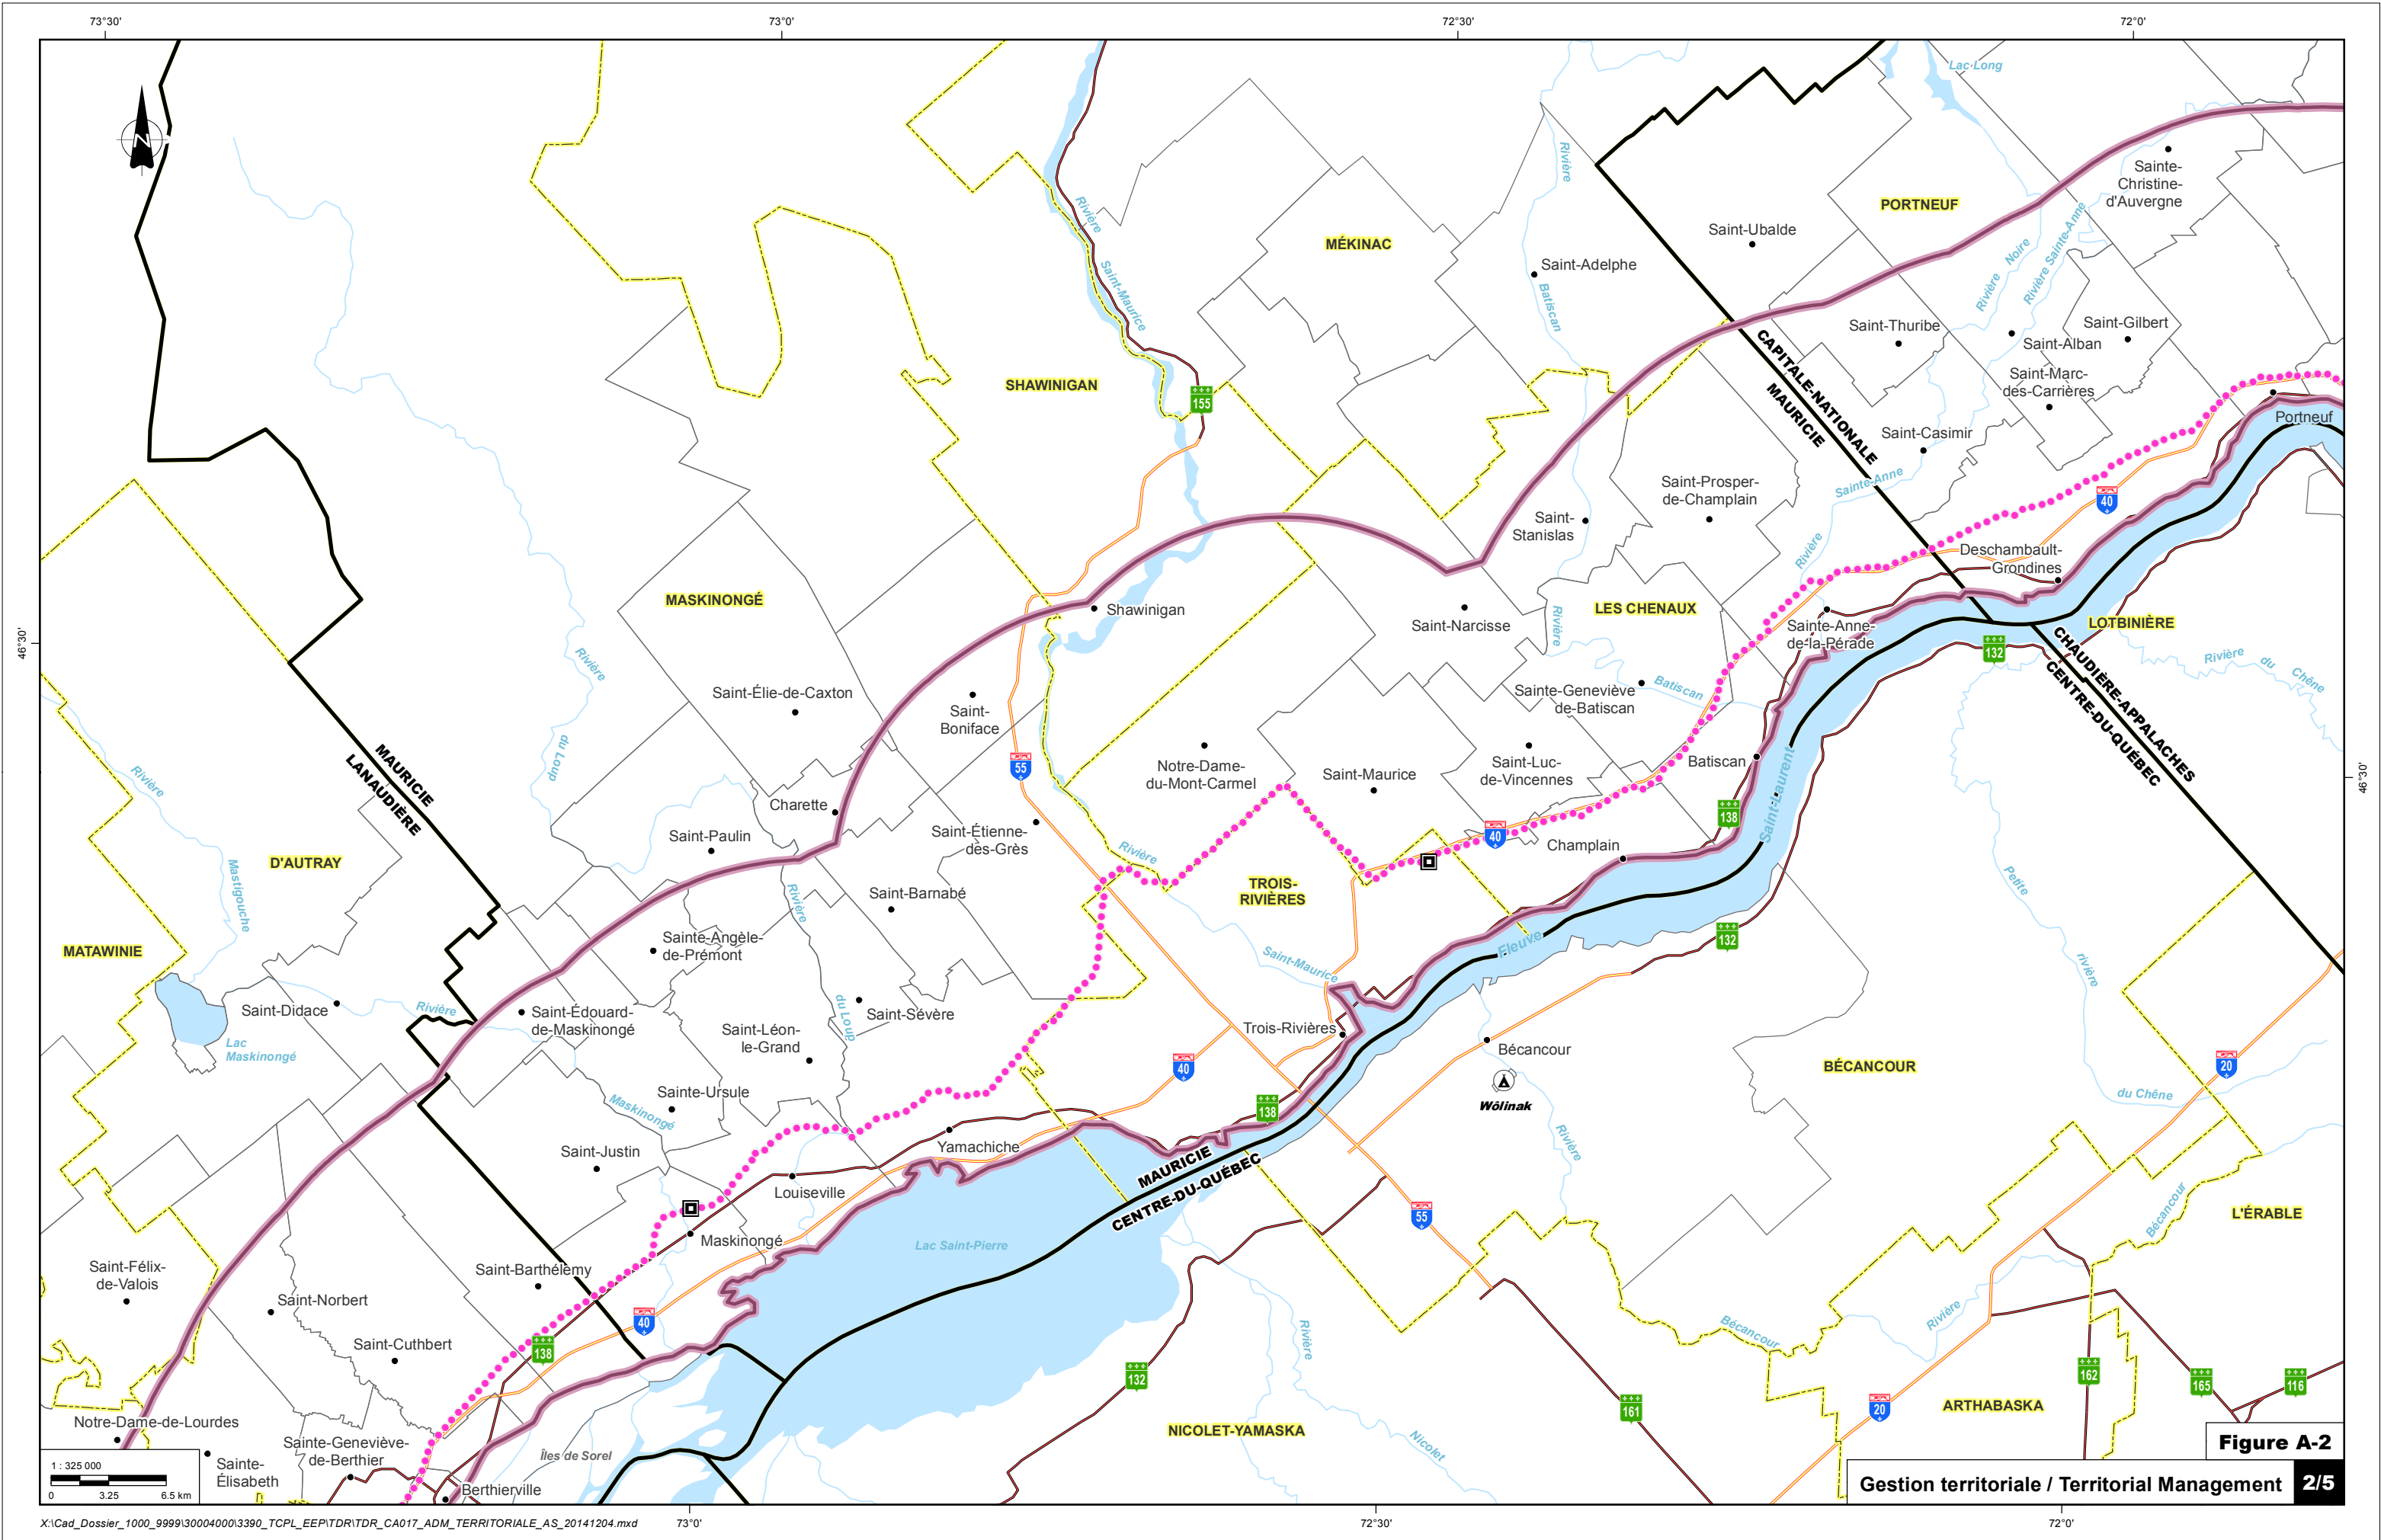 73°30'
73°0'
72°30'
72°0'
Lac Long
N
Rivière
Sainte-
Christine-
d'Auvergne
PORTNEUF
Rivière
Saint-Ubalde
MÉKINAC
Rivière Sainte-Anne
Rivière Noire
Saint-Adelphe
Saint-Maurice
Batiscan
Saint-Thuribe
Saint-Gilbert
Saint-Alban
CAPITALE-NATIONALE
MAURICIE
SHAWINIGAN
155
Saint-Marc-
des-Carrières
Portneuf
Saint-Casimir
Saint-Prosper-
de-Champlain
Sainte-Anne
40
Saint-
Stanislas
Rivière
Deschambault-
Grondines
MASKINONGÉ
Shawinigan
LES CHENAUX
Saint-Narcisse
Rivière
Sainte-Anne-
de-la-Pérade
LOTBINIÈRE
132
46°30'
CHAUDIÈRE-APPALACHES
CENTRE-DU-QUÉBEC
Rivière du Chêne
Rivière
Saint-Élie-de-Caxton
Sainte-Geneviève
de-Batiscan
Batiscan
Saint-
Boniface
du Loup
MAURICIE
LANAUDIÈRE
55
Notre-Dame-
du-Mont-Carmel
Saint-Maurice
Saint-Luc-
de-Vincennes
Batiscan
46°30'
Rivière
Charette
Saint-Laurent
138
Saint-Paulin
Saint-Étienne-
des-Grès
40
Champlain
Rivière
D'AUTRAY
Mastigouche
TROIS-
RIVIÈRES
Petite
Rivière
Saint-Barnabé
132
MATAWINIE
Sainte-Angèle-
de-Prémont
Fleuve
Saint-Maurice
rivière
Saint-Didace
Rivière
Saint-Édouard-
de-Maskinongé
Saint-Sévère
du Loup
Saint-Léon-
le-Grand
Trois-Rivières
Lac
Maskinongé
Bécancour
BÉCANCOUR
40
20
Wôlinak
Sainte-Ursule
du Chêne
Maskinongé
138
Rivière
Yamachiche
Saint-Justin
MAURICIE
CENTRE-DU-QUÉBEC
Louiseville
55
Bécancour
L'ÉRABLE
Maskinongé
Lac Saint-Pierre
Saint-Félix-
de-Valois
Saint-Barthélemy
Saint-Norbert
40
Rivière
Rivière
Bécancour
138
Saint-Cuthbert
132
162
165
116
161
20
ARTHABASKA
Notre-Dame-de-Lourdes
NICOLET-YAMASKA
Nicolet
Sainte-Geneviève-
de-Berthier
Îles de Sorel
Sainte-
Élisabeth
Berthierville
1 : 325 000
0 3.25 6.5 km
Figure A-2
Gestion territoriale / Territorial Management 2/5
X:\Cad_Dossier_1000_9999\30004000\3390_TCPL_EEP\TDR\TDR_CA017_ADM_TERRITORIALE_AS_20141204.mxd
73°0'
72°30'
72°0'